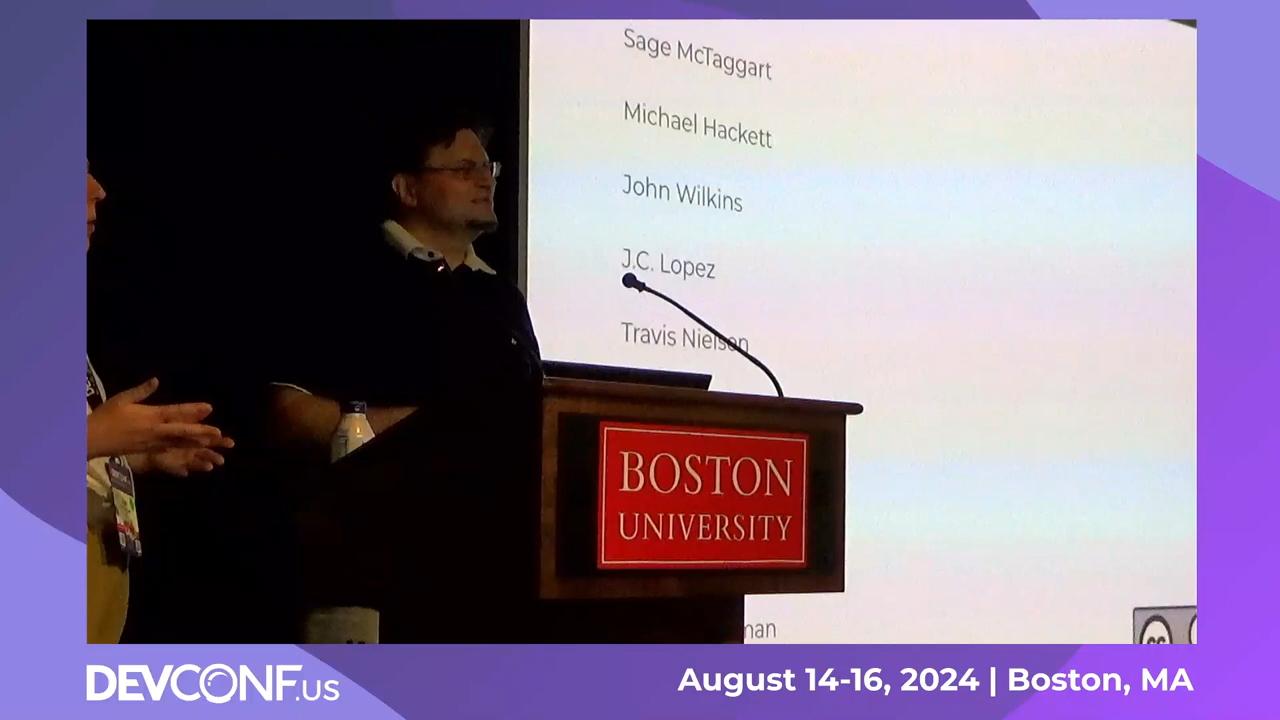 Sage McTaggart
Michael Hackett
John Wilkins
J.C. Lopez
Travis Nielsen
BOSTON
UNIVERSITY
DEVCONF.US
August 14-16, 2024 | Boston, MA